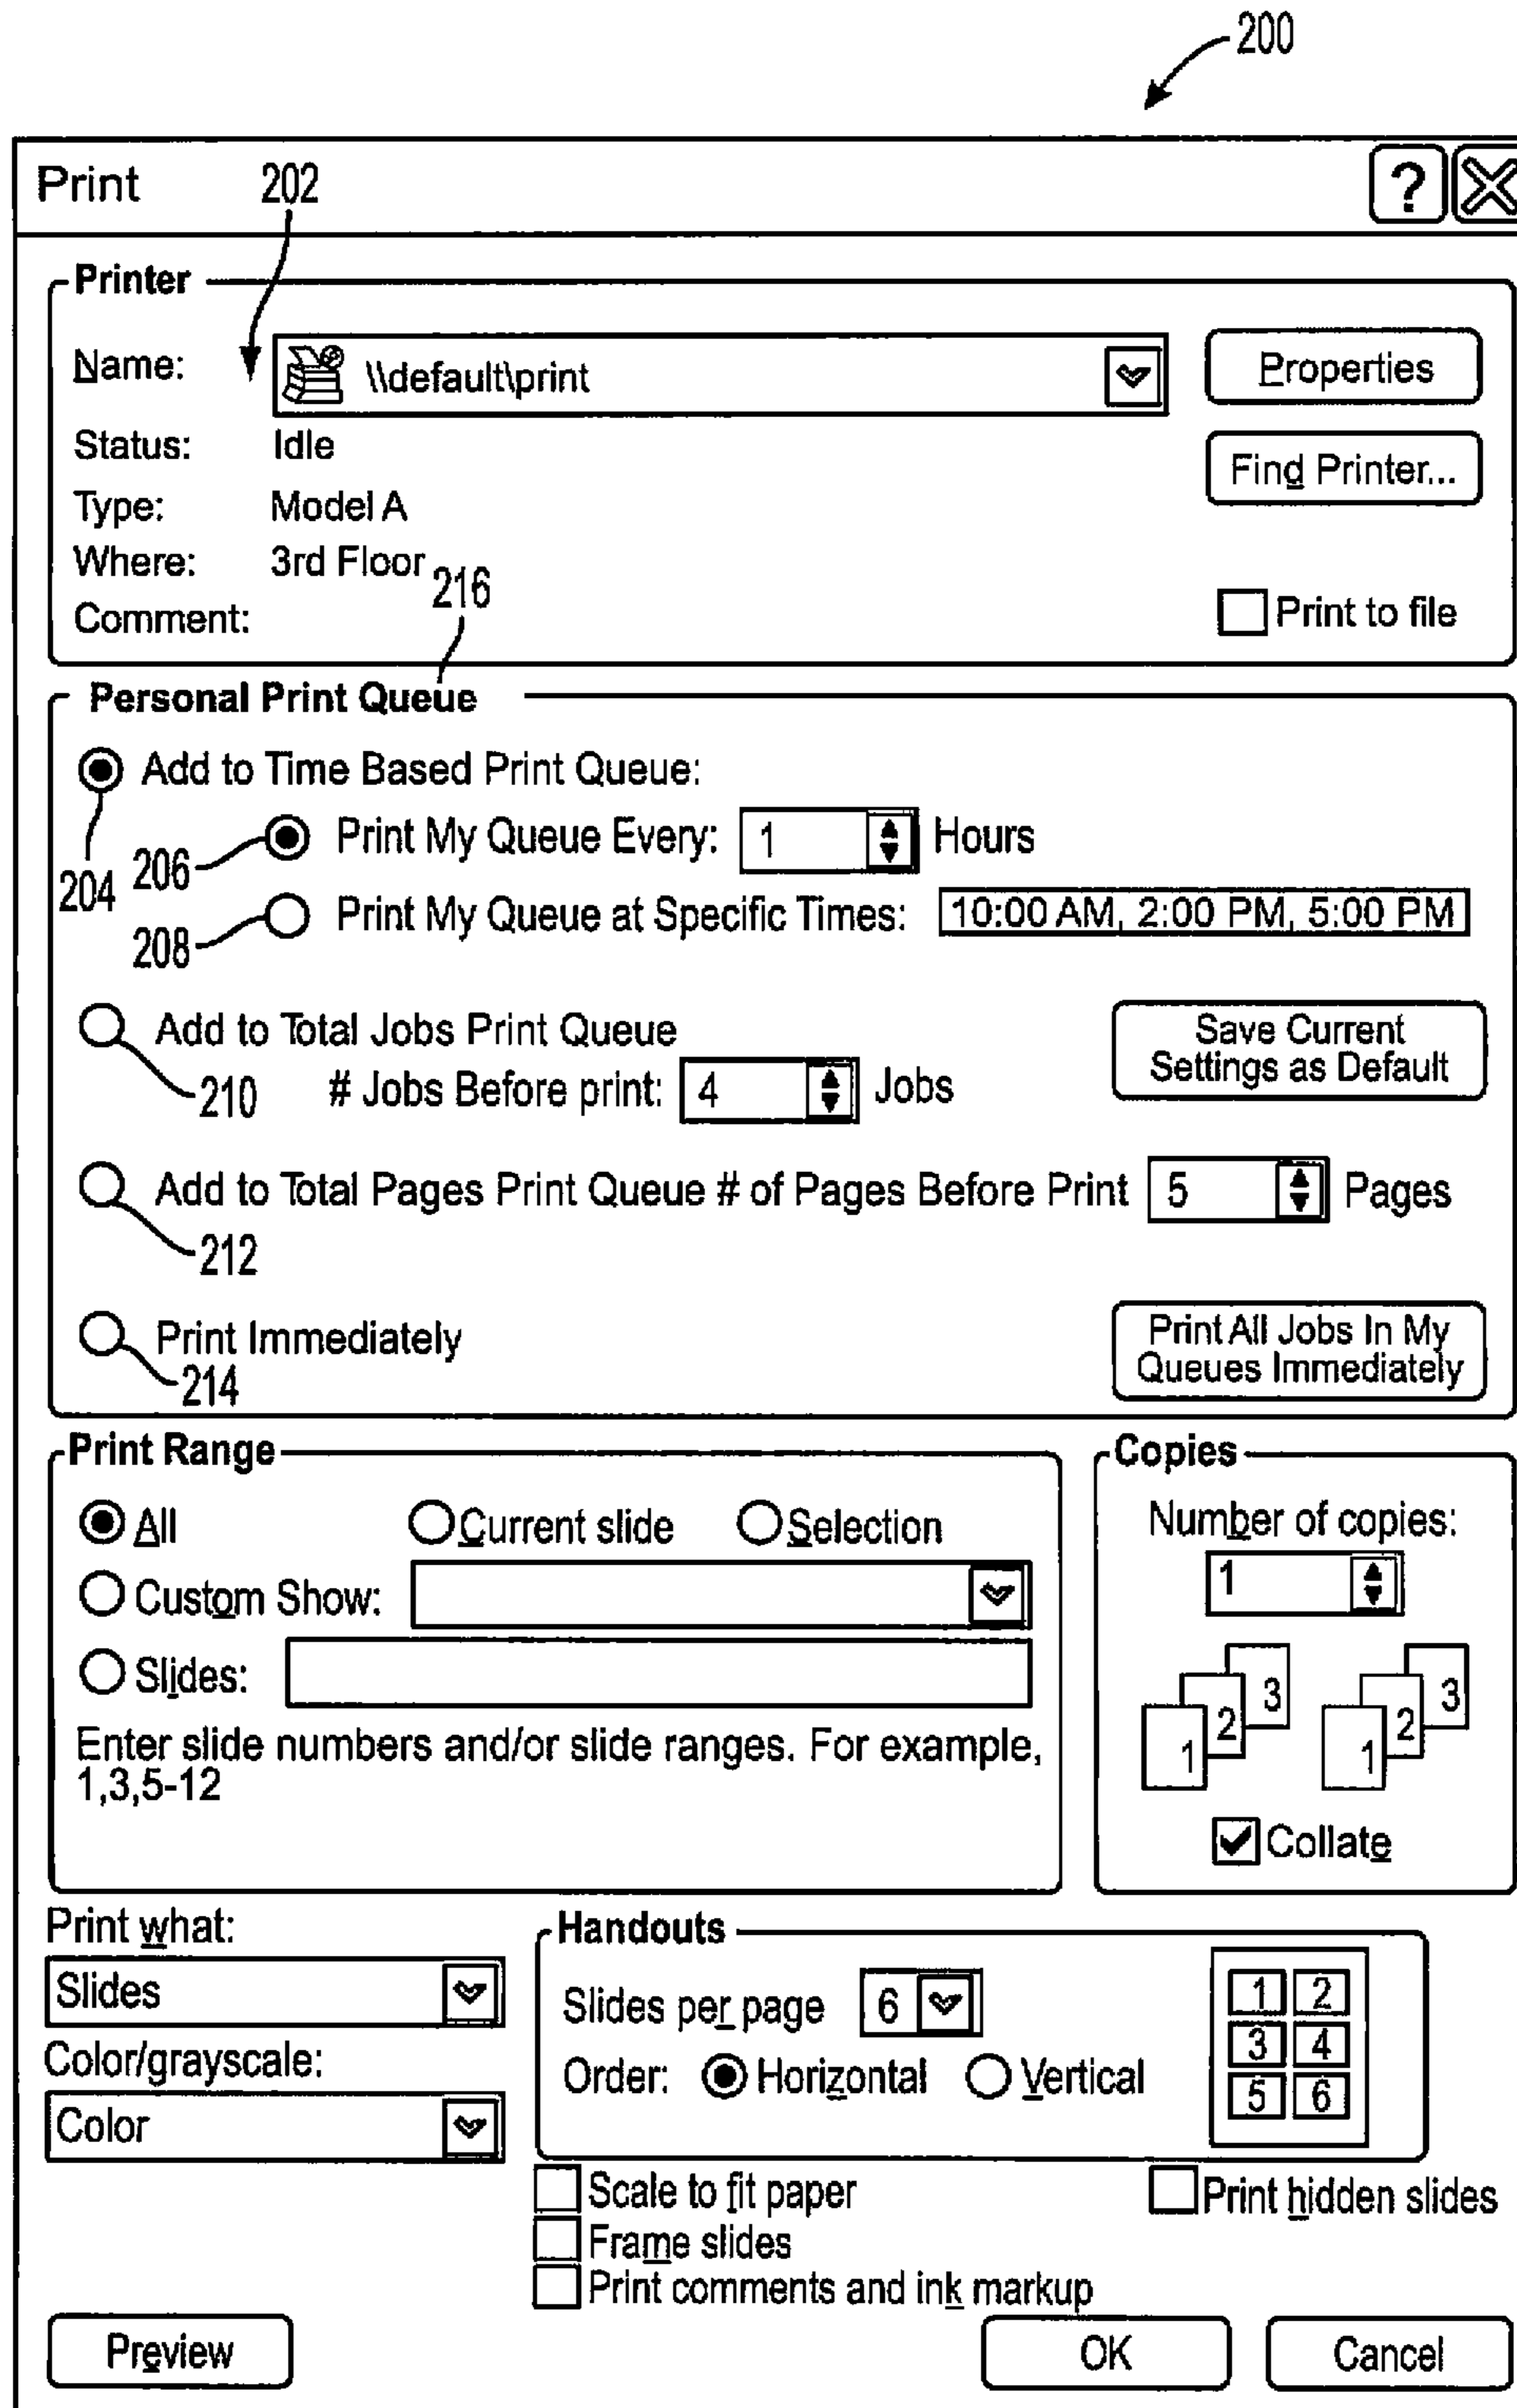 200
Print 202 ?
Printer
Name: \\default\print Properties
Status: Idle Find Printer...
Type: Model A
Where: 3rd Floor
216
Comment: Print to file
Personal Print Queue
Add to Time Based Print Queue:
206 Print My Queue Every: 1 Hours
204
208 Print My Queue at Specific Times: 10:00 AM, 2:00 PM, 5:00 PM
Add to Total Jobs Print Queue
Save Current
Settings as Default
210 # Jobs Before print: 4 Jobs
Add to Total Pages Print Queue # of Pages Before Print 5 Pages
212
Print Immediately
214
Print All Jobs In My
Queues Immediately
Print Range
All Current slide Selection
Custom Show:
Slides:
Enter slide numbers and/or slide ranges. For example,
1,3,5-12
Copies
Number of copies:
1
1 2 3 1 2 3
Collate
Print what:
Slides
Color/grayscale:
Color
Handouts
Slides per page 6
Order: Horizontal Vertical
1 2
3 4
5 6
Scale to fit paper Print hidden slides
Frame slides
Print comments and ink markup
Preview OK Cancel